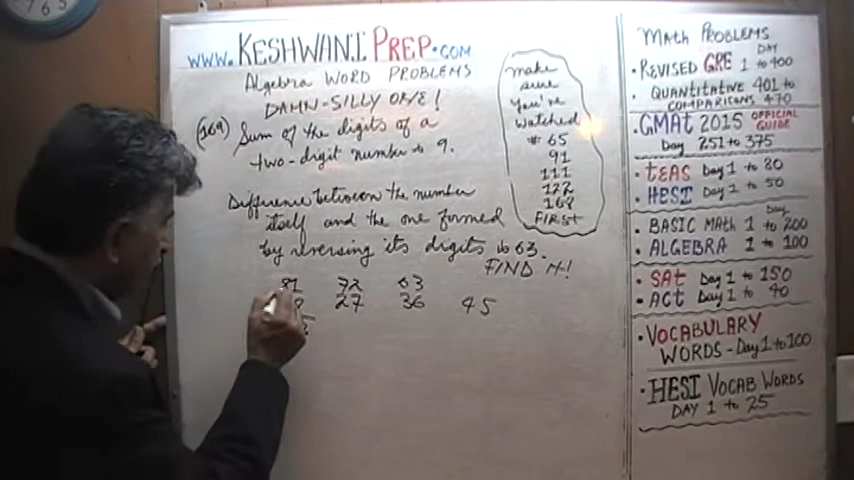 WWW.KESHWANI PREP.COM
Algebra WORD PROBLEMS
DAMN-SILLY ONE!
(169) Sum of the digits of a
two-digit number is 9.
Difference between the number
itself and the one formed
by reversing its digits is 63.
FIND it!
81 72 63
8 27 36 45
3
make
sure
you've
watched
# 65
91
111
122
168
FIRST
MATH PROBLEMS
DAY
• REVISED GRE 1 to 400
• QUANTITATIVE 401 to
COMPARISONS 470
• GMAT 2015 OFFICIAL
GUIDE
Day 251 to 375
• TEAS Day 1 to 80
• HESI Day 1 to 50
Day
• BASIC MATH 1 to 200
• ALGEBRA 1 to 100
• SAT Day 1 to 150
• ACT Day 1 to 40
• VOCABULARY
WORDS - Day 1 to 100
• HESI VOCAB WORDS
DAY 1 to 25
7 6 5